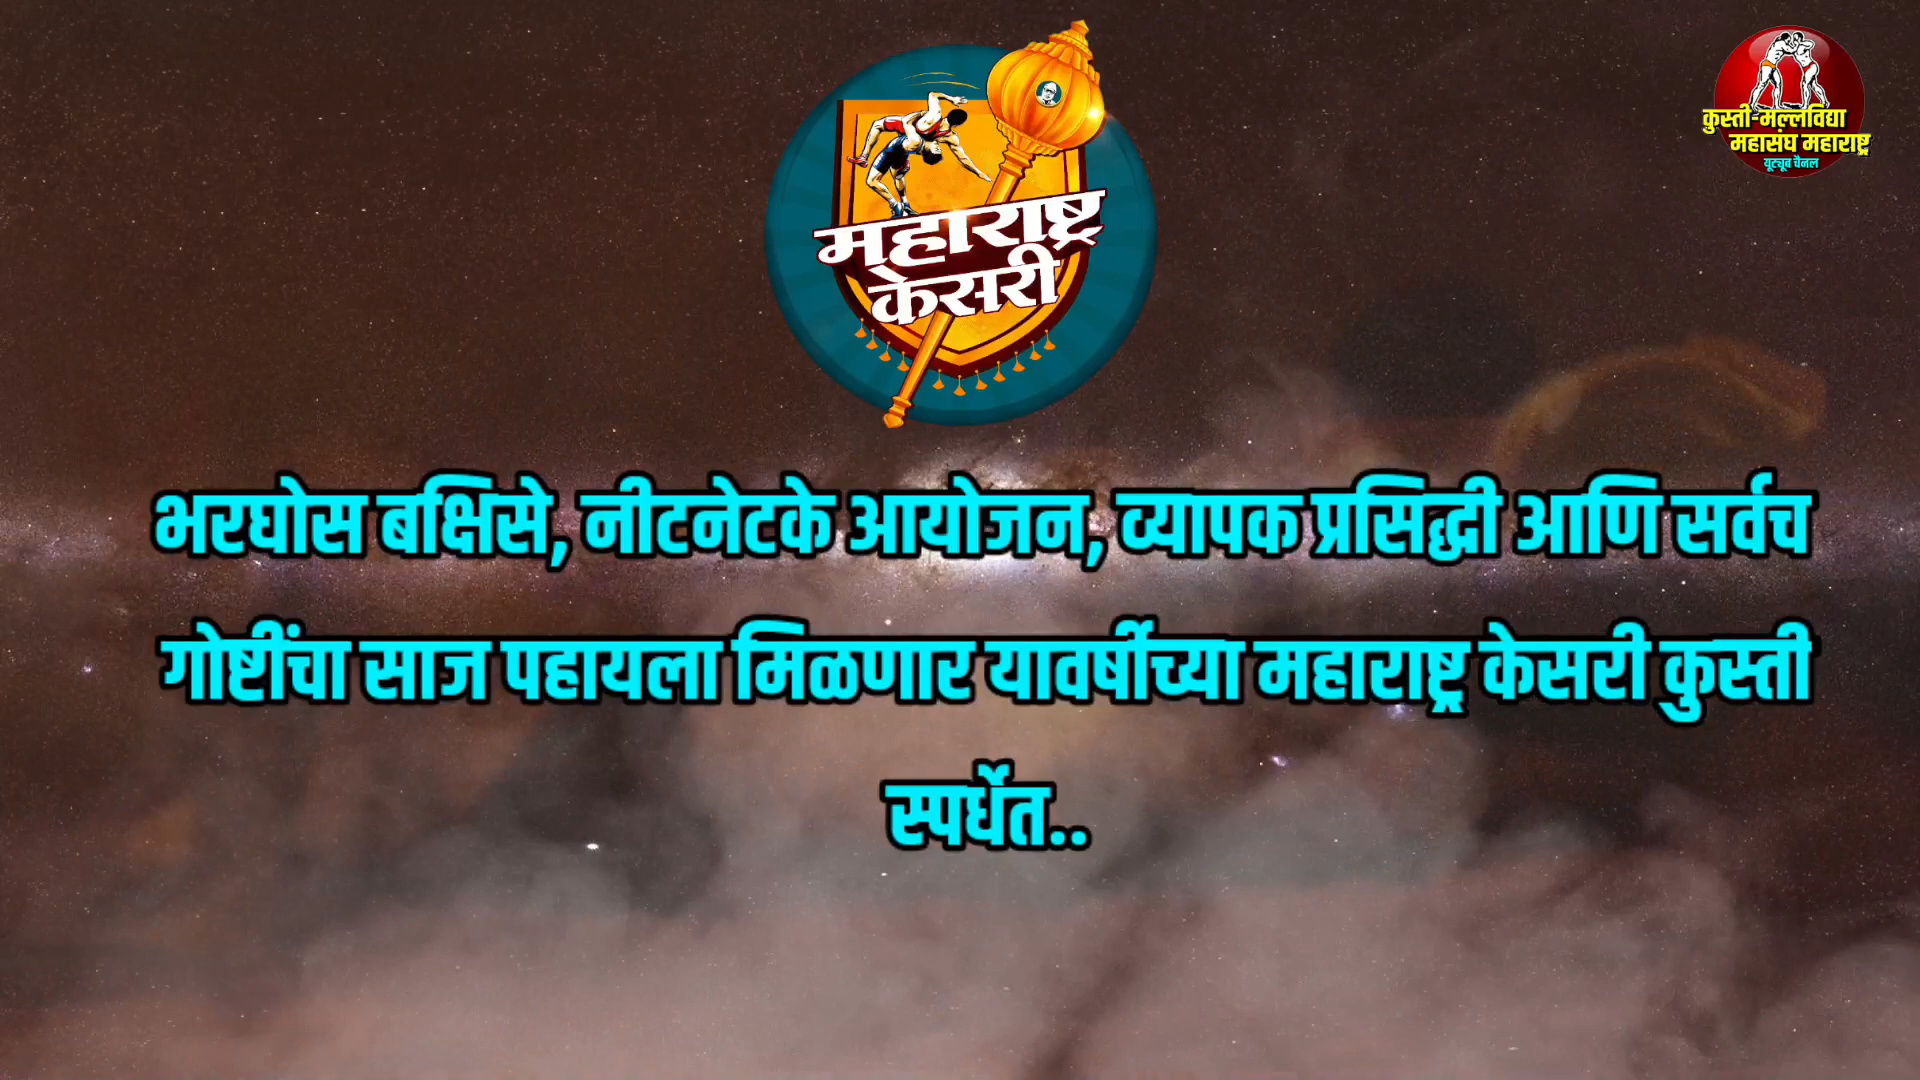 महाराष्ट्र
केसरी
कुस्ती-मल्लविद्या
महासंघ महाराष्ट्र
यूट्यूब चॅनल
भरघोस बक्षिसे, नीटनेटके आयोजन, व्यापक प्रसिद्धी आणि सर्वच
गोष्टींचा साज पहायला मिळणार यावर्षीच्या महाराष्ट्र केसरी कुस्ती
स्पर्धेत..